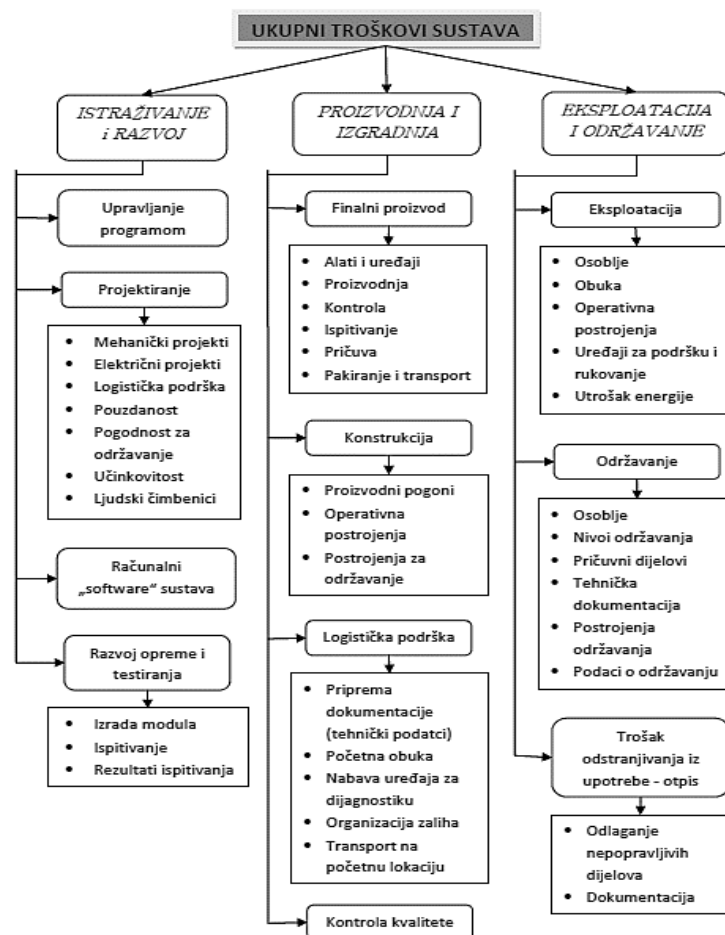 UKUPNI TROŠKOVI SUSTAVA
ISTRAŽIVANJE
i RAZVOJ
Upravljanje
programom
Projektiranje
• Mehanički projekti
• Električni projekti
• Logistička podrška
• Pouzdanost
• Pogodnost za
održavanje
• Učinkovitost
• Ljudski čimbenici
Računalni
„software“ sustava
Razvoj opreme i
testiranja
• Izrada modula
• Ispitivanje
• Rezultati ispitivanja
PROIZVODNJA I
IZGRADNJA
Finalni proizvod
• Alati i uređaji
• Proizvodnja
• Kontrola
• Ispitivanje
• Pričuva
• Pakiranje i transport
Konstrukcija
• Proizvodni pogoni
• Operativna
postrojenja
• Postrojenja za
održavanje
Logistička podrška
• Priprema
dokumentacije
(tehnički podatci)
• Početna obuka
• Nabava uređaja za
dijagnostiku
• Organizacija zaliha
• Transport na
početnu lokaciju
Kontrola kvalitete
EKSPLOATACIJA
I ODRŽAVANJE
Eksploatacija
• Osoblje
• Obuka
• Operativna
postrojenja
• Uređaji za podršku i
rukovanje
• Utrošak energije
Održavanje
• Osoblje
• Nivoi održavanja
• Pričuvni dijelovi
• Tehnička
dokumentacija
• Postrojenja
održavanja
• Podaci o održavanju
Trošak
odstranjivanja iz
upotrebe - otpis
• Odlaganje
nepopravljivih
dijelova
• Dokumentacija